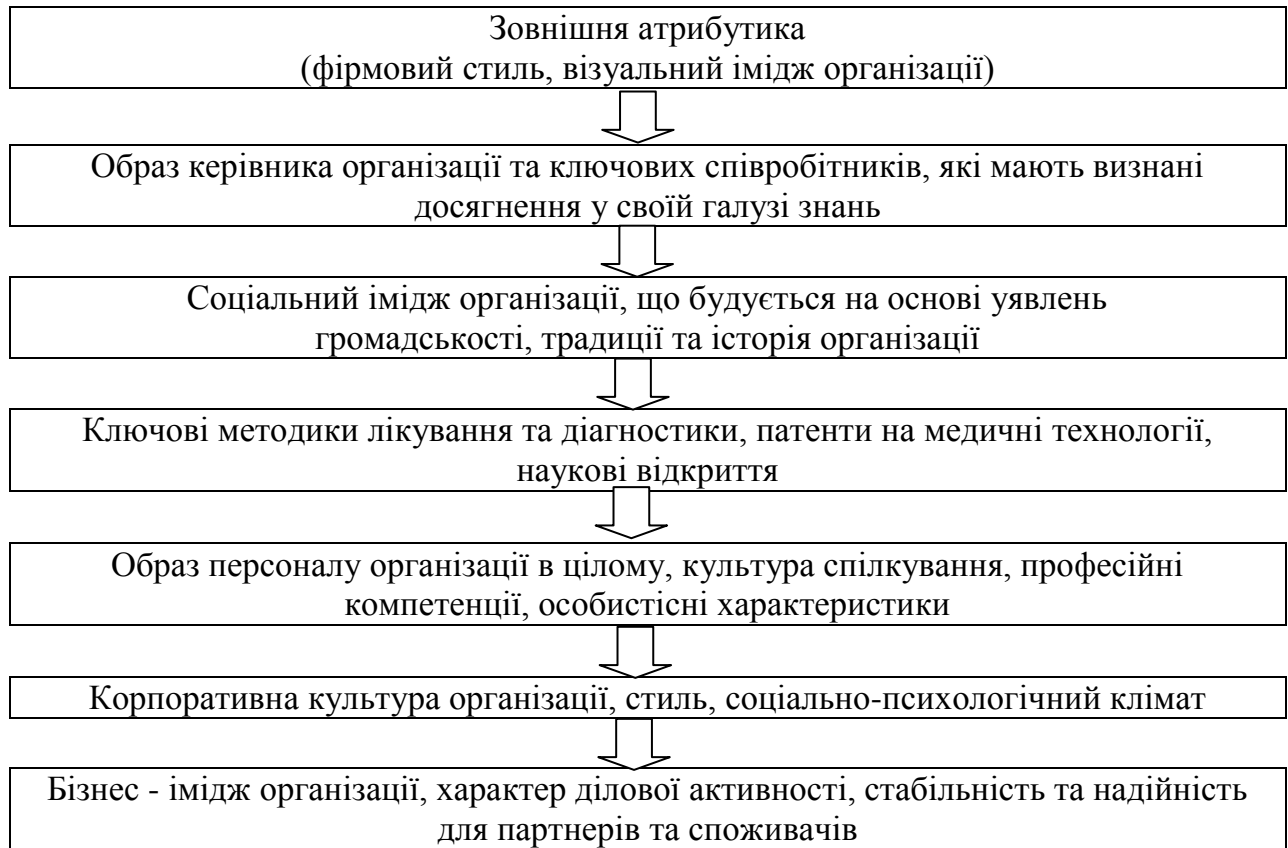 Зовнішня атрибутика
(фірмовий стиль, візуальний імідж організації)
Образ керівника організації та ключових співробітників, які мають визнані
досягнення у своїй галузі знань
Соціальний імідж організації, що будується на основі уявлень
громадськості, традиції та історія організації
Ключові методики лікування та діагностики, патенти на медичні технології,
наукові відкриття
Образ персоналу організації в цілому, культура спілкування, професійні
компетенції, особистісні характеристики
Корпоративна культура організації, стиль, соціально-психологічний клімат
Бізнес - імідж організації, характер ділової активності, стабільність та надійність
для партнерів та споживачів